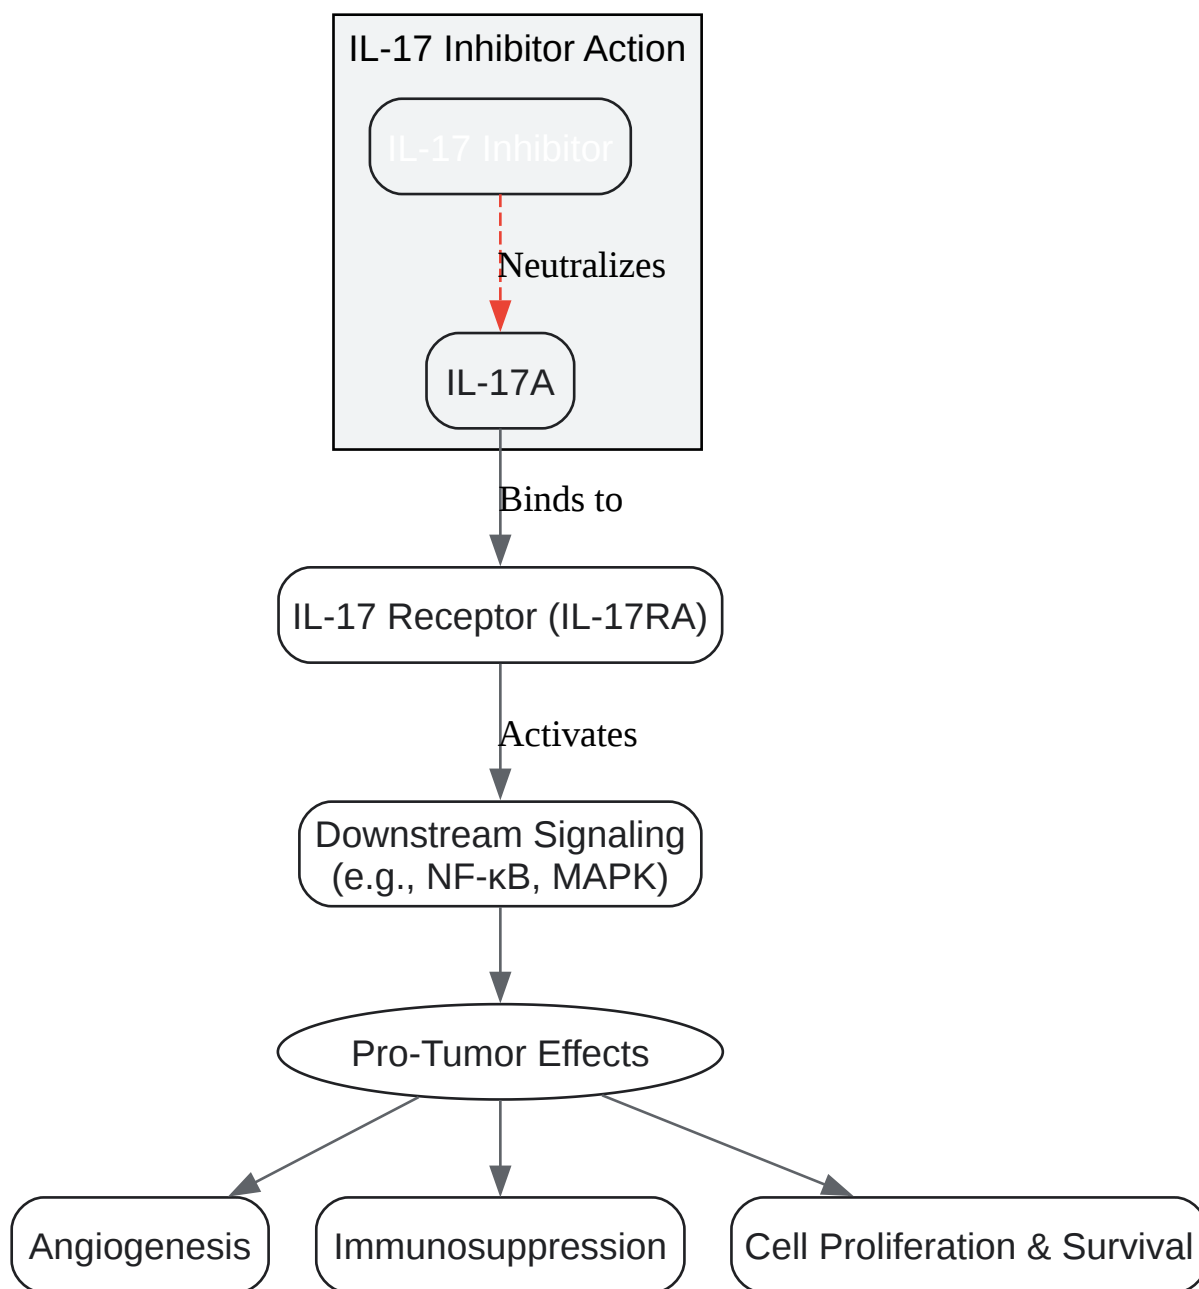 IL-17 Inhibitor Action
IL-17 Inhibitor
Neutralizes
IL-17A
Binds to
IL-17 Receptor (IL-17RA)
Activates
Downstream Signaling
(e.g., NF-κB, MAPK)
Pro-Tumor Effects
Angiogenesis
Immunosuppression
Cell Proliferation & Survival